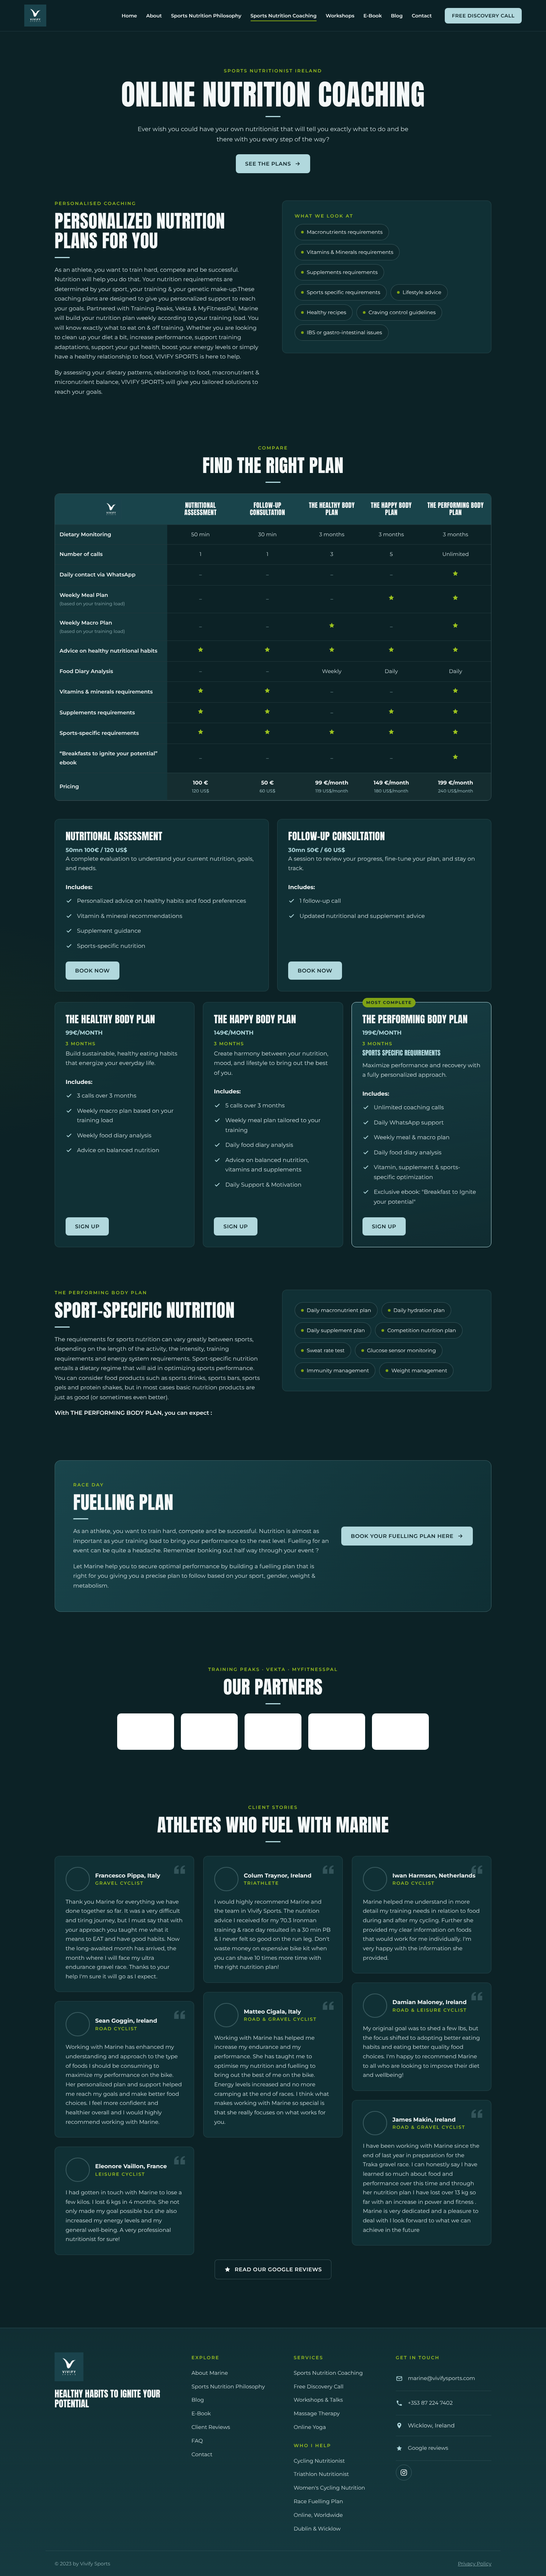 VIVIFY
Home About Sports Nutrition Philosophy Sports Nutrition Coaching Workshops E-Book Blog Contact FREE DISCOVERY CALL
SPORTS NUTRITIONIST IRELAND
ONLINE NUTRITION COACHING
Ever wish you could have your own nutritionist that will tell you exactly what to do and be
there with you every step of the way?
SEE THE PLANS →
PERSONALISED COACHING
PERSONALIZED NUTRITION
PLANS FOR YOU
As an athlete, you want to train hard, compete and be successful.
Nutrition will help you do that. Your nutrition requirements are
determined by your sport, your training & your genetic make-up.These
coaching plans are designed to give you personalized support to reach
your goals. Partnered with Training Peaks, Vekta & MyFitnessPal, Marine
will build your nutrition plan weekly according to your training load. You
will know exactly what to eat on & off training. Whether you are looking
to clean up your diet a bit, increase performance, support training
adaptations, support your gut health, boost your energy levels or simply
have a healthy relationship to food, VIVIFY SPORTS is here to help.
By assessing your dietary patterns, relationship to food, macronutrient &
micronutrient balance, VIVIFY SPORTS will give you tailored solutions to
reach your goals.
WHAT WE LOOK AT
Macronutrients requirements
Vitamins & Minerals requirements
Supplements requirements
Sports specific requirements Lifestyle advice
Healthy recipes Craving control guidelines
IBS or gastro-intestinal issues
COMPARE
FIND THE RIGHT PLAN
NUTRITIONAL ASSESSMENT FOLLOW-UP CONSULTATION THE HEALTHY BODY PLAN THE HAPPY BODY PLAN THE PERFORMING BODY PLAN
Dietary Monitoring 50 min 30 min 3 months 3 months 3 months
Number of calls 1 1 3 5 Unlimited
Daily contact via WhatsApp – – – – ★
Weekly Meal Plan – – – ★ ★
(based on your training load)
Weekly Macro Plan – – ★ – ★
(based on your training load)
Advice on healthy nutritional habits ★ ★ ★ ★ ★
Food Diary Analysis – – Weekly Daily Daily
Vitamins & minerals requirements ★ ★ – – ★
Supplements requirements ★ ★ – ★ ★
Sports-specific requirements ★ ★ ★ ★ ★
"Breakfasts to ignite your potential" – – – – ★
ebook
Pricing 100 € 50 € 99 €/month 149 €/month 199 €/month
120 US$ 60 US$ 119 US$/month 180 US$/month 240 US$/month
NUTRITIONAL ASSESSMENT
50mn 100€ / 120 US$
A complete evaluation to understand your current nutrition, goals,
and needs.
Includes:
Personalized advice on healthy habits and food preferences
Vitamin & mineral recommendations
Supplement guidance
Sports-specific nutrition
BOOK NOW
FOLLOW-UP CONSULTATION
30mn 50€ / 60 US$
A session to review your progress, fine-tune your plan, and stay on
track.
Includes:
1 follow-up call
Updated nutritional and supplement advice
BOOK NOW
THE HEALTHY BODY PLAN
99€/MONTH
3 MONTHS
Build sustainable, healthy eating habits
that energize your everyday life.
Includes:
3 calls over 3 months
Weekly macro plan based on your
training load
Weekly food diary analysis
Advice on balanced nutrition
SIGN UP
THE HAPPY BODY PLAN
149€/MONTH
3 MONTHS
Create harmony between your nutrition,
mood, and lifestyle to bring out the best
of you.
Includes:
5 calls over 3 months
Weekly meal plan tailored to your
training
Daily food diary analysis
Advice on balanced nutrition,
vitamins and supplements
Daily Support & Motivation
SIGN UP
MOST COMPLETE
THE PERFORMING BODY PLAN
199€/MONTH
3 MONTHS
SPORTS SPECIFIC REQUIREMENTS
Maximize performance and recovery with
a fully personalized approach.
Includes:
Unlimited coaching calls
Daily WhatsApp support
Weekly meal & macro plan
Daily food diary analysis
Vitamin, supplement & sports-
specific optimization
Exclusive ebook: "Breakfast to Ignite
your potential"
SIGN UP
THE PERFORMING BODY PLAN
SPORT-SPECIFIC NUTRITION
The requirements for sports nutrition can vary greatly between sports,
depending on the length of the activity, the intensity, training
requirements and energy system requirements. Sport-specific nutrition
entails a dietary regime that will aid in optimizing sports performance.
You can consider food products such as sports drinks, sports bars, sports
gels and protein shakes, but in most cases basic nutrition products are
just as good (or sometimes even better).
With THE PERFORMING BODY PLAN, you can expect :
Daily macronutrient plan Daily hydration plan
Daily supplement plan Competition nutrition plan
Sweat rate test Glucose sensor monitoring
Immunity management Weight management
RACE DAY
FUELLING PLAN
As an athlete, you want to train hard, compete and be successful. Nutrition is almost as
important as your training load to bring your performance to the next level. Fuelling for an
event can be quite a headache. Remember bonking out half way through your event ?
Let Marine help you to secure optimal performance by building a fuelling plan that is
right for you giving you a precise plan to follow based on your sport, gender, weight &
metabolism.
BOOK YOUR FUELLING PLAN HERE →
TRAINING PEAKS · VEKTA · MYFITNESSPAL
OUR PARTNERS
CLIENT STORIES
ATHLETES WHO FUEL WITH MARINE
Francesco Pippa, Italy
GRAVEL CYCLIST
Thank you Marine for everything we have
done together so far. It was a very difficult
and tiring journey, but I must say that with
your approach you taught me what it
means to EAT and have good habits. Now
the long-awaited month has arrived, the
month where I will face my ultra
endurance gravel race. Thanks to your
help I'm sure it will go as I expect.
Sean Goggin, Ireland
ROAD CYCLIST
Working with Marine has enhanced my
understanding and approach to the type
of foods I should be consuming to
maximize my performance on the bike.
Her personalized plan and support helped
me reach my goals and make better food
choices. I feel more confident and
healthier overall and I would highly
recommend working with Marine.
Eleonore Vaillon, France
LEISURE CYCLIST
I had gotten in touch with Marine to lose a
few kilos. I lost 6 kgs in 4 months. She not
only made my goal possible but she also
increased my energy levels and my
general well-being. A very professional
nutritionist for sure!
Colum Traynor, Ireland
TRIATHLETE
I would highly recommend Marine and
the team in Vivify Sports. The nutrition
advice I received for my 70.3 Ironman
training & race day resulted in a 30 min PB
& I never felt so good on the run leg. Don't
waste money on expensive bike kit when
you can shave 10 times more time with
the right nutrition plan!
Matteo Cigala, Italy
ROAD & GRAVEL CYCLIST
Working with Marine has helped me
increase my endurance and my
performance. She has taught me to
optimise my nutrition and fuelling to
bring out the best of me on the bike.
Energy levels increased and no more
cramping at the end of races. I think what
makes working with Marine so special is
that she really focuses on what works for
you.
Iwan Harmsen, Netherlands
ROAD CYCLIST
Marine helped me understand in more
detail my training needs in relation to food
during and after my cycling. Further she
provided my clear information on foods
that would work for me individually. I'm
very happy with the information she
provided.
Damian Maloney, Ireland
ROAD & LEISURE CYCLIST
My original goal was to shed a few lbs, but
the focus shifted to adopting better eating
habits and eating better quality food
choices. I'm happy to recommend Marine
to all who are looking to improve their diet
and wellbeing!
James Makin, Ireland
ROAD & GRAVEL CYCLIST
I have been working with Marine since the
end of last year in preparation for the
Traka gravel race. I can honestly say I have
learned so much about food and
performance over this time and through
her nutrition plan I have lost over 13 kg so
far with an increase in power and fitness .
Marine is very dedicated and a pleasure to
deal with I look forward to what we can
achieve in the future
★ READ OUR GOOGLE REVIEWS
VIVIFY
HEALTHY HABITS TO IGNITE YOUR
POTENTIAL
EXPLORE
About Marine
Sports Nutrition Philosophy
Blog
E-Book
Client Reviews
FAQ
Contact
SERVICES
Sports Nutrition Coaching
Free Discovery Call
Workshops & Talks
Massage Therapy
Online Yoga
WHO I HELP
Cycling Nutritionist
Triathlon Nutritionist
Women's Cycling Nutrition
Race Fuelling Plan
Online, Worldwide
Dublin & Wicklow
GET IN TOUCH
marine@vivifysports.com
+353 87 224 7402
Wicklow, Ireland
Google reviews
© 2023 by Vivify Sports
Privacy Policy